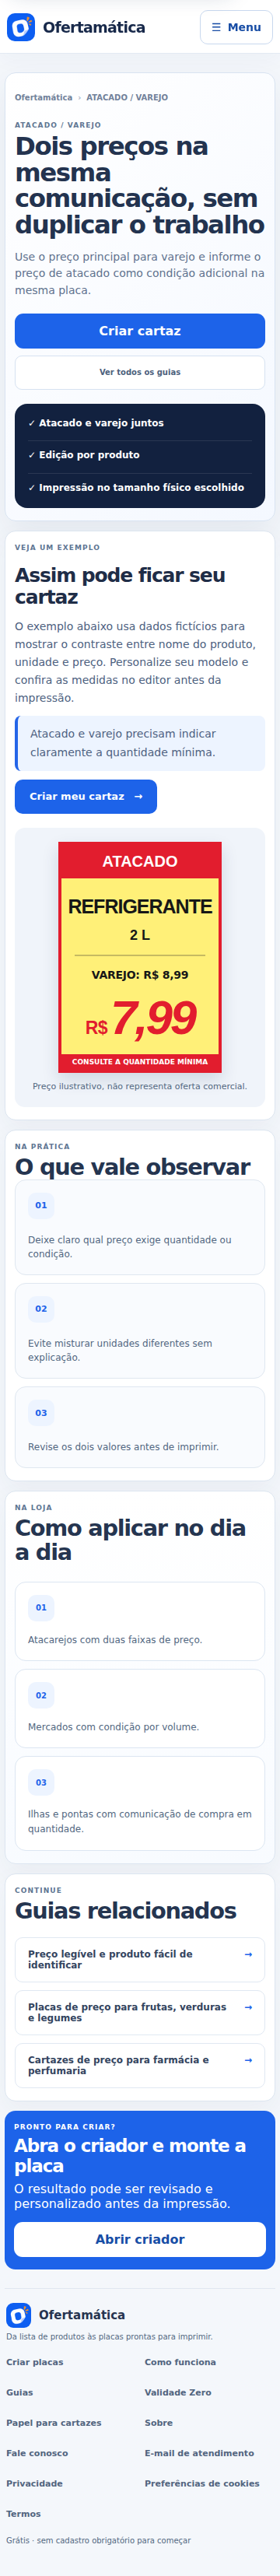 Ofertamática
☰ Menu
Ofertamática › ATACADO / VAREJO
ATACADO / VAREJO
Dois preços na
mesma
comunicação, sem
duplicar o trabalho
Use o preço principal para varejo e informe o
preço de atacado como condição adicional na
mesma placa.
Criar cartaz
Ver todos os guias
✓ Atacado e varejo juntos
✓ Edição por produto
✓ Impressão no tamanho físico escolhido
VEJA UM EXEMPLO
Assim pode ficar seu
cartaz
O exemplo abaixo usa dados fictícios para
mostrar o contraste entre nome do produto,
unidade e preço. Personalize seu modelo e
confira as medidas no editor antes da
impressão.
Atacado e varejo precisam indicar
claramente a quantidade mínima.
Criar meu cartaz →
ATACADO
REFRIGERANTE
2 L
VAREJO: R$ 8,99
R$ 7,99
CONSULTE A QUANTIDADE MÍNIMA
Preço ilustrativo, não representa oferta comercial.
NA PRÁTICA
O que vale observar
01
Deixe claro qual preço exige quantidade ou
condição.
02
Evite misturar unidades diferentes sem
explicação.
03
Revise os dois valores antes de imprimir.
NA LOJA
Como aplicar no dia
a dia
01
Atacarejos com duas faixas de preço.
02
Mercados com condição por volume.
03
Ilhas e pontas com comunicação de compra em
quantidade.
CONTINUE
Guias relacionados
Preço legível e produto fácil de
identificar →
Placas de preço para frutas, verduras
e legumes →
Cartazes de preço para farmácia e
perfumaria →
PRONTO PARA CRIAR?
Abra o criador e monte a
placa
O resultado pode ser revisado e
personalizado antes da impressão.
Abrir criador
Ofertamática
Da lista de produtos às placas prontas para imprimir.
Criar placas
Como funciona
Guias
Validade Zero
Papel para cartazes
Sobre
Fale conosco
E-mail de atendimento
Privacidade
Preferências de cookies
Termos
Grátis · sem cadastro obrigatório para começar